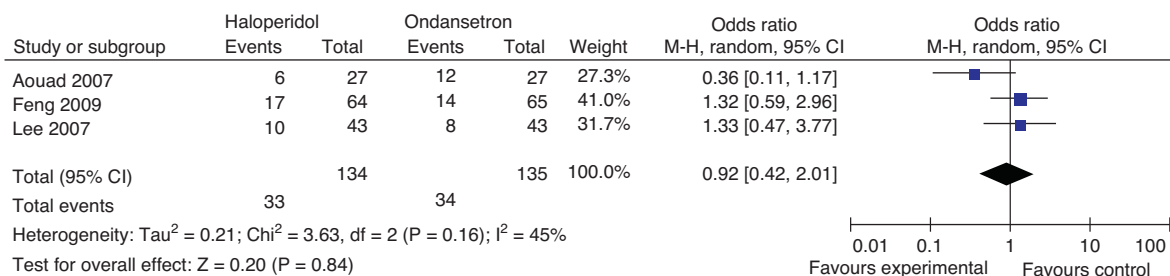 Haloperidol Ondansetron Odds ratio Odds ratio
Study or subgroup Events Total Events Total Weight M-H, random, 95% CI M-H, random, 95% CI
Aouad 2007 6 27 12 27 27.3% 0.36 [0.11, 1.17]
Feng 2009 17 64 14 65 41.0% 1.32 [0.59, 2.96]
Lee 2007 10 43 8 43 31.7% 1.33 [0.47, 3.77]
Total (95% CI) 134 135 100.0% 0.92 [0.42, 2.01]
Total events 33 34
Heterogeneity: Tau² = 0.21; Chi² = 3.63, df = 2 (P = 0.16); I² = 45%
Test for overall effect: Z = 0.20 (P = 0.84)
0.01 0.1 1 10 100
Favours experimental Favours control